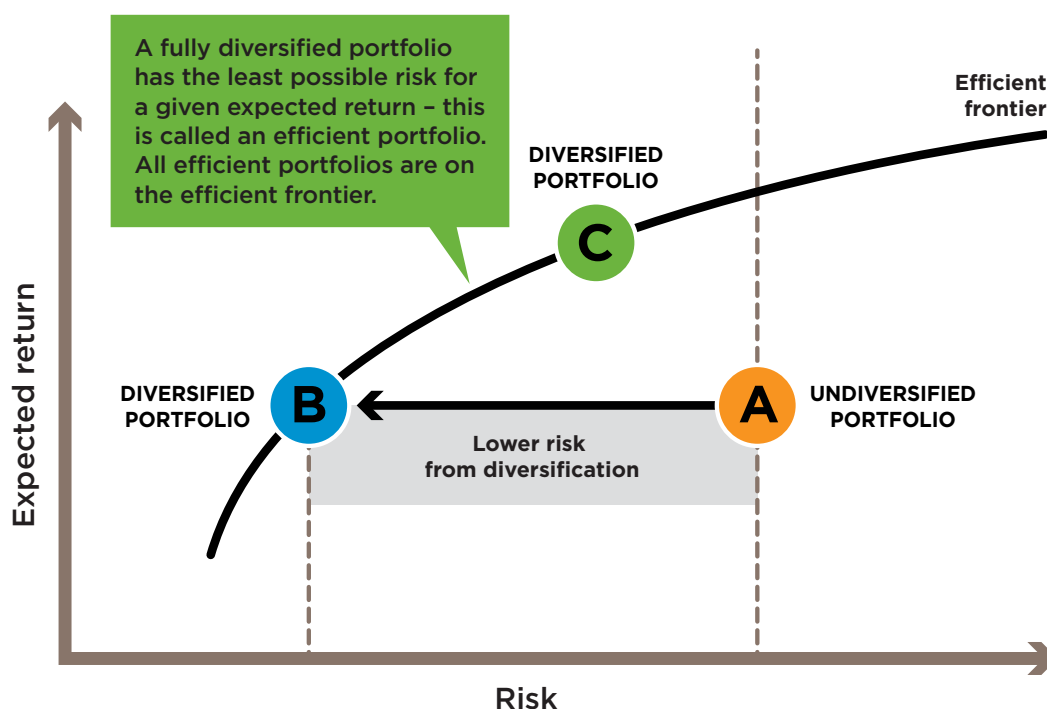 A fully diversified portfolio
has the least possible risk for
a given expected return – this
is called an efficient portfolio.
All efficient portfolios are on
the efficient frontier.
Efficient
frontier
DIVERSIFIED
PORTFOLIO
C
Expected return
DIVERSIFIED
PORTFOLIO
B
A
UNDIVERSIFIED
PORTFOLIO
Lower risk
from diversification
Risk